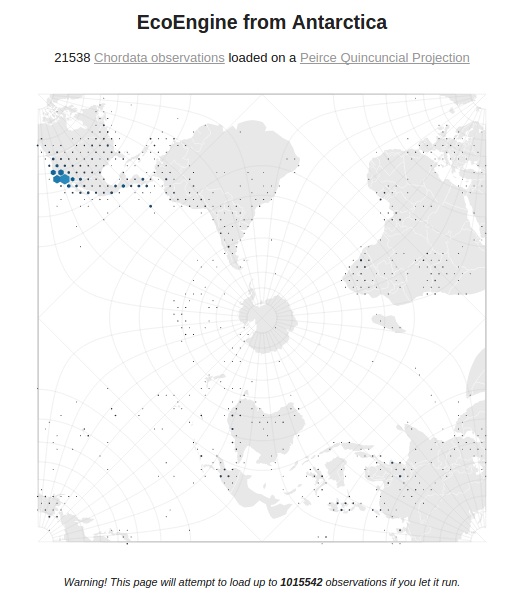 EcoEngine from Antarctica
21538 Chordata observations loaded on a Peirce Quincuncial Projection
Warning! This page will attempt to load up to 1015542 observations if you let it run.